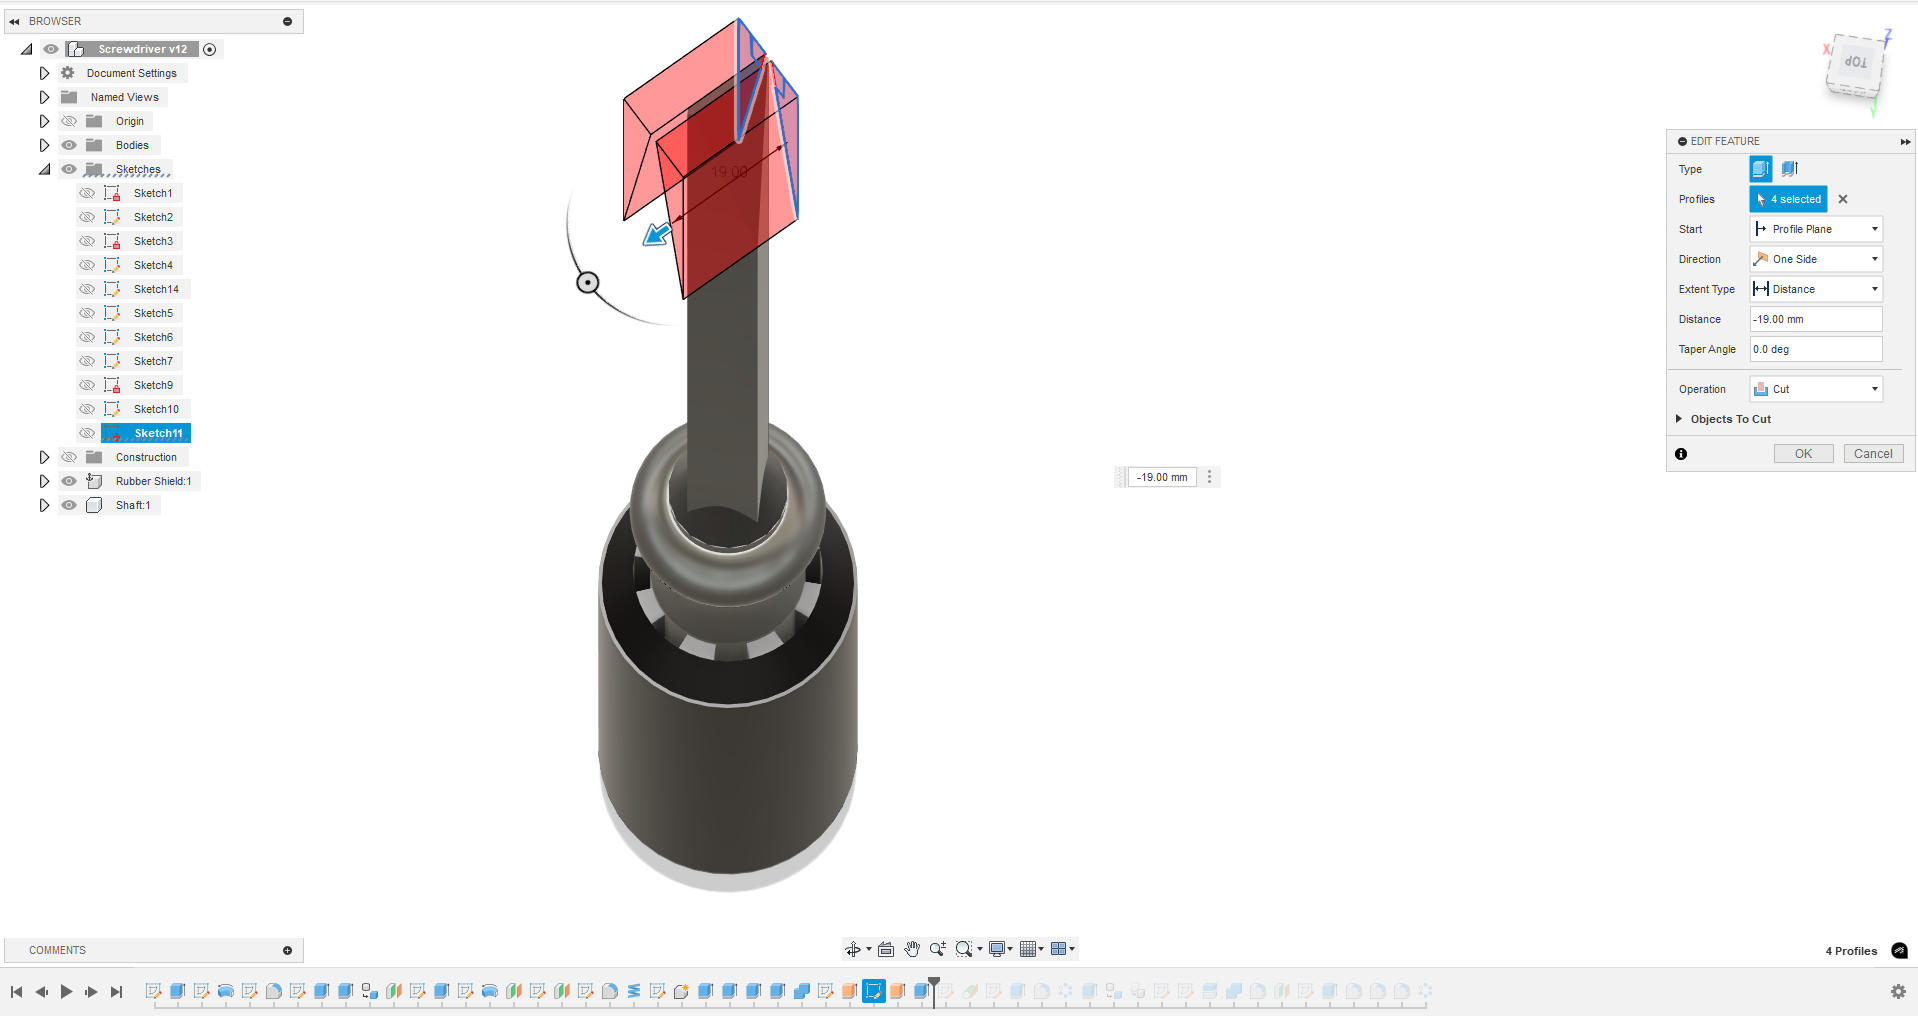 BROWSER
Screwdriver v12
Document Settings
Named Views
Origin
Bodies
Sketches
Sketch1
Sketch2
Sketch3
Sketch4
Sketch14
Sketch5
Sketch6
Sketch7
Sketch9
Sketch10
Sketch11
Construction
Rubber Shield:1
Shaft:1
19.00
-19.00 mm
X
Z
TOP
Y
EDIT FEATURE
Type
Profiles 4 selected
Start Profile Plane
Direction One Side
Extent Type Distance
Distance -19.00 mm
Taper Angle 0.0 deg
Operation Cut
Objects To Cut
OK Cancel
COMMENTS
4 Profiles